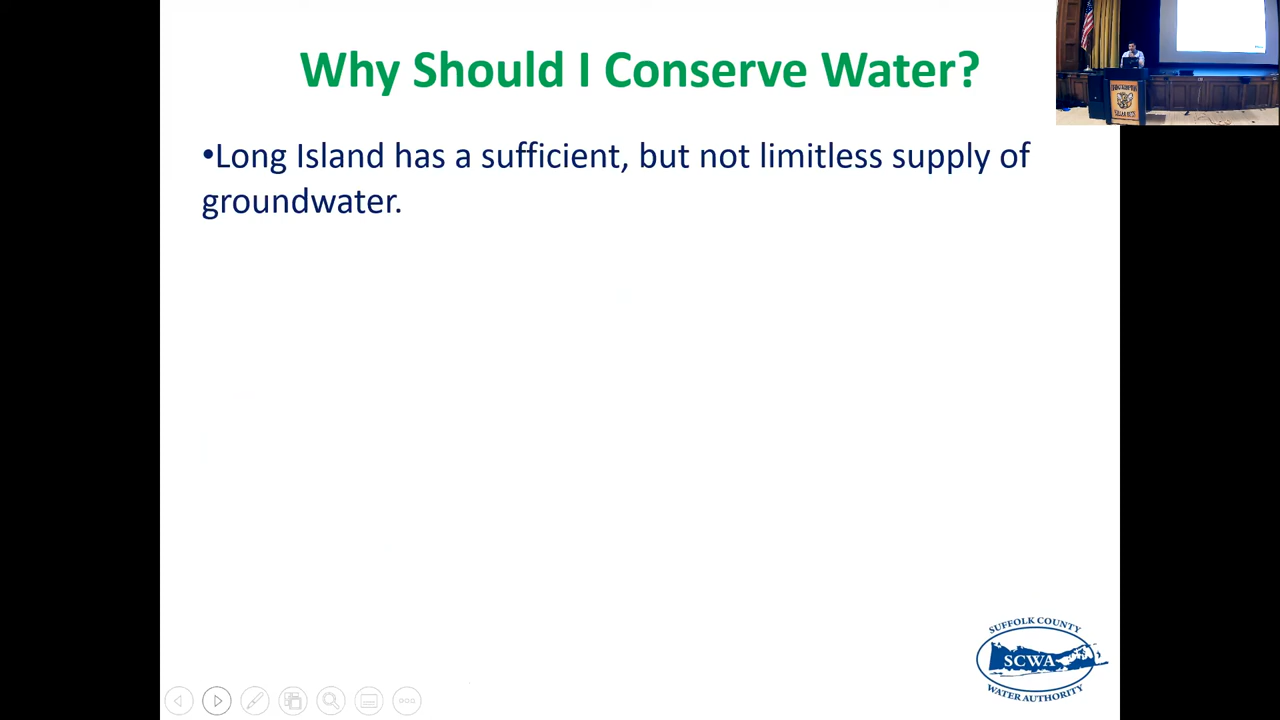 Why Should I Conserve Water?
•Long Island has a sufficient, but not limitless supply of
groundwater.
SUFFOLK COUNTY
SCWA
WATER AUTHORITY